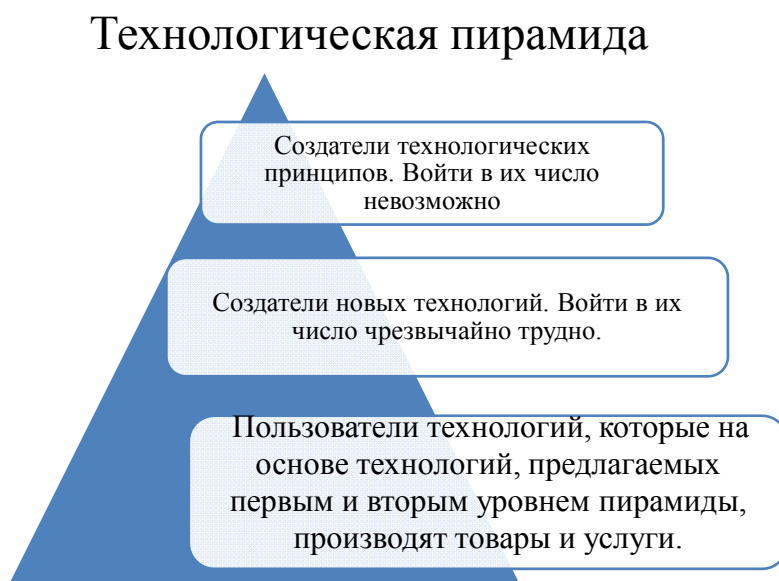 Технологическая пирамида
Создатели технологических
принципов. Войти в их число
невозможно
Создатели новых технологий. Войти в их
число чрезвычайно трудно.
Пользователи технологий, которые на
основе технологий, предлагаемых
первым и вторым уровнем пирамиды,
производят товары и услуги.